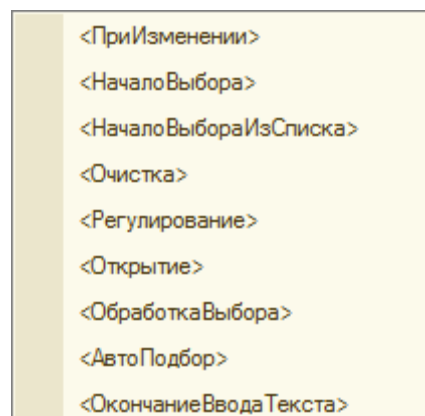 <ПриИзменении>
<НачалоВыбора>
<НачалоВыбораИзСписка>
<Очистка>
<Регулирование>
<Открытие>
<ОбработкаВыбора>
<АвтоПодбор>
<ОкончаниеВводаТекста>